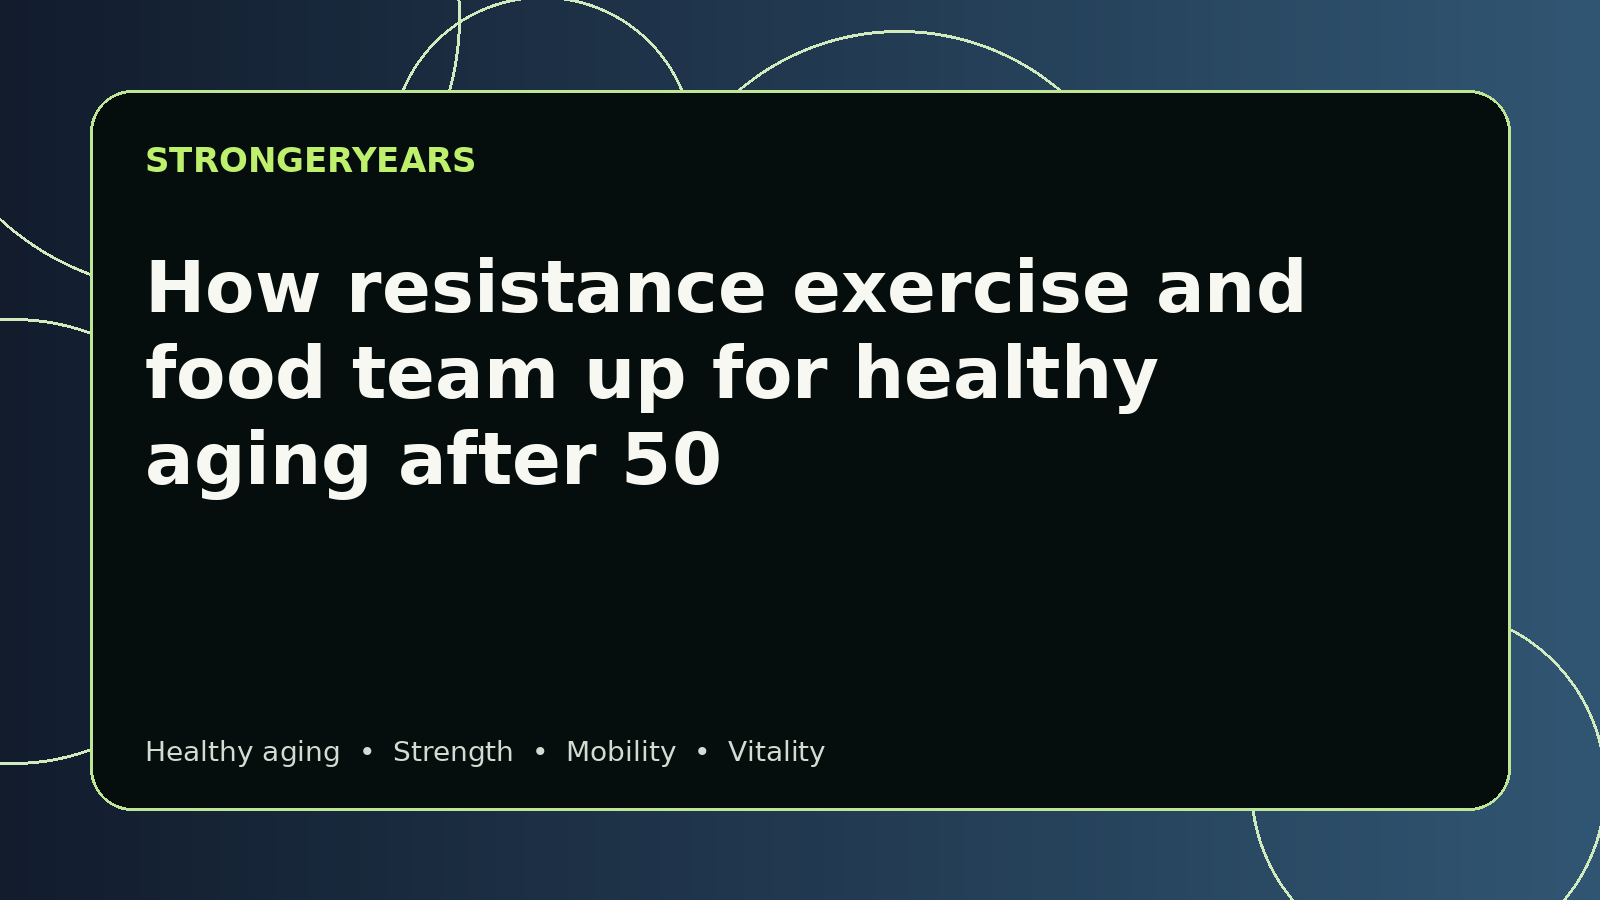 STRONGERYEARS
How resistance exercise and
food team up for healthy
aging after 50
Healthy aging • Strength • Mobility • Vitality